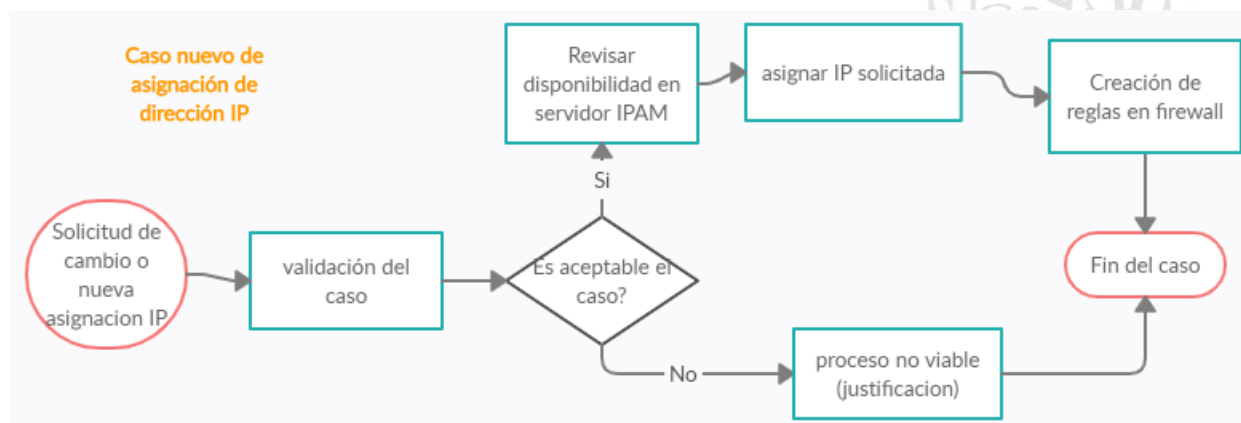 Caso nuevo de
asignación de
dirección IP
Solicitud de
cambio o
nueva
asignacion IP
validación del
caso
Es aceptable el
caso?
Si
Revisar
disponibilidad en
servidor IPAM
asignar IP solicitada
Creación de
reglas en firewall
No
proceso no viable
(justificacion)
Fin del caso